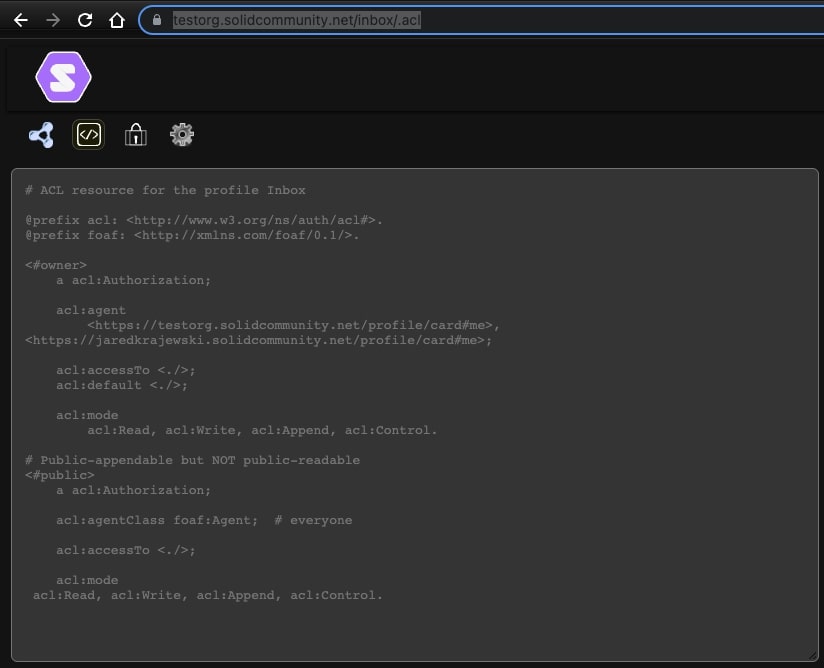 testorg.solidcommunity.net/inbox/.acl
S
</>
# ACL resource for the profile Inbox
@prefix acl: <http://www.w3.org/ns/auth/acl#>.
@prefix foaf: <http://xmlns.com/foaf/0.1/>.
<#owner>
a acl:Authorization;
acl:agent
<https://testorg.solidcommunity.net/profile/card#me>,
<https://jaredkrajewski.solidcommunity.net/profile/card#me>;
acl:accessTo <./>;
acl:default <./>;
acl:mode
acl:Read, acl:Write, acl:Append, acl:Control.
# Public-appendable but NOT public-readable
<#public>
a acl:Authorization;
acl:agentClass foaf:Agent;  # everyone
acl:accessTo <./>;
acl:mode
acl:Read, acl:Write, acl:Append, acl:Control.